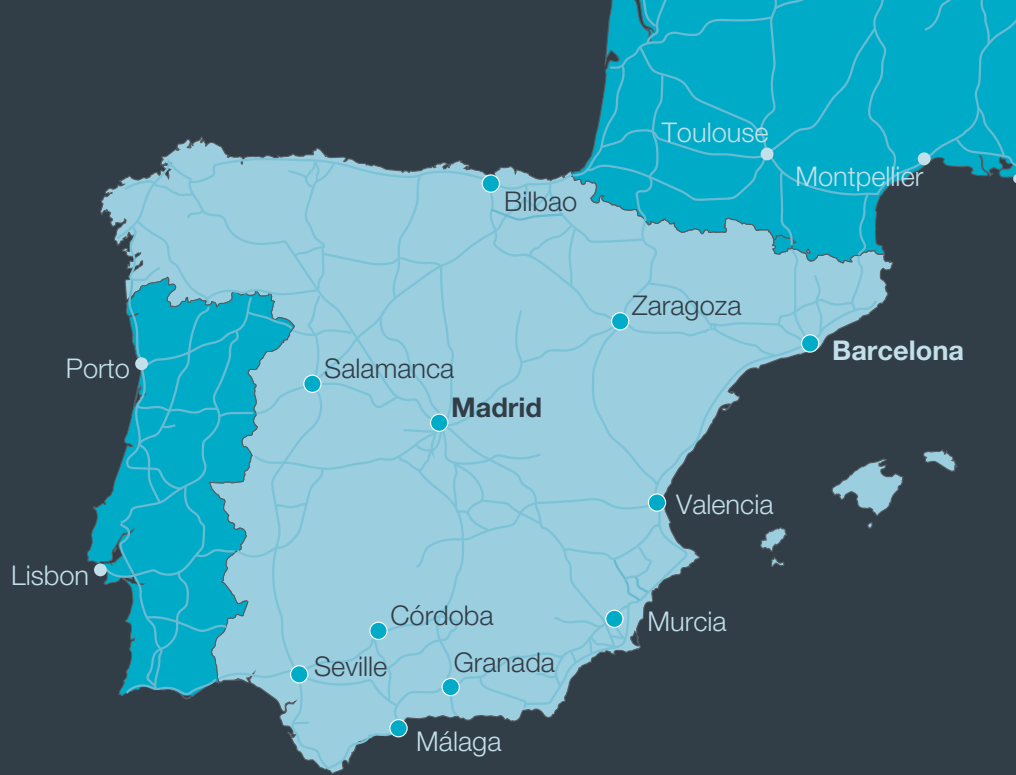 Toulouse
Montpellier
Bilbao
Zaragoza
Barcelona
Porto
Salamanca
Madrid
Valencia
Lisbon
Córdoba
Murcia
Seville
Granada
Málaga